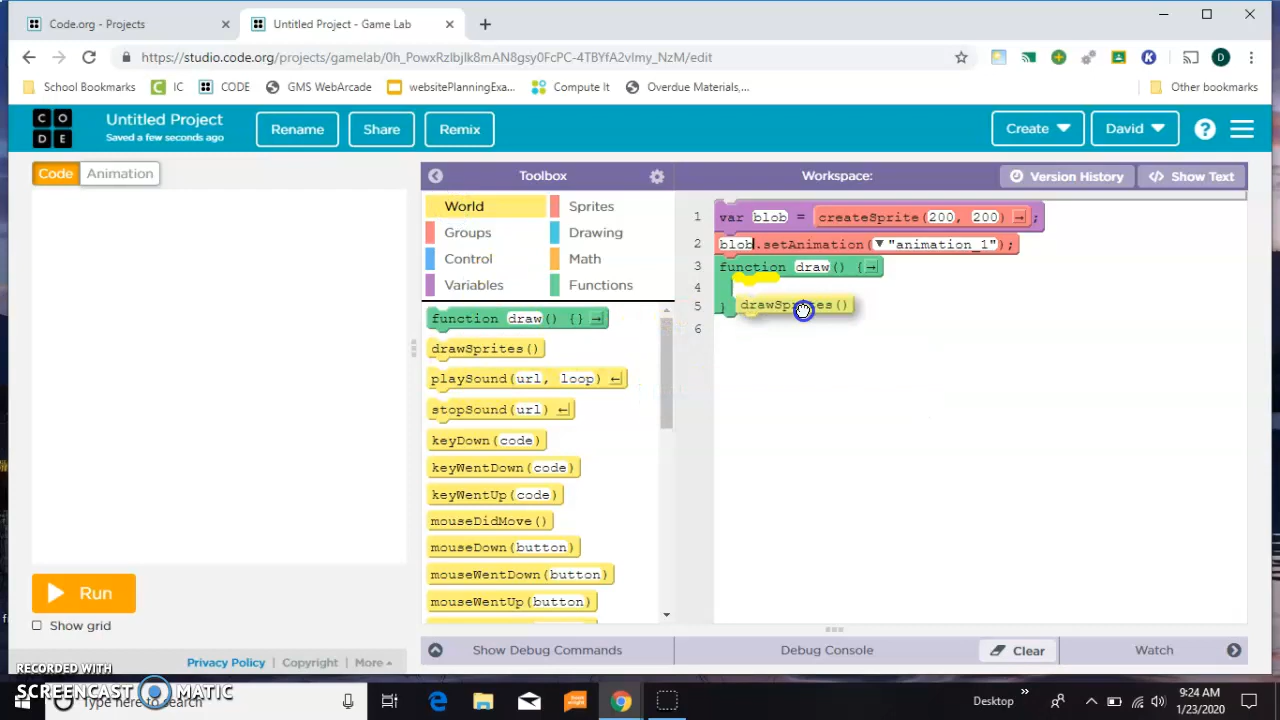 Code.org - Projects
Untitled Project - Game Lab
https://studio.code.org/projects/gamelab/0h_PowxRzIbjIk8mAN8gsy0FcPC-4TBYfA2vImy_NzM/edit
D
School Bookmarks
IC
CODE
GMS WebArcade
websitePlanningExa...
Compute It
Overdue Materials,...
Other bookmarks
C O
D E
Untitled Project
Saved a few seconds ago
Rename
Share
Remix
Create
David
?
Code
Animation
Toolbox
Workspace:
Version History
</> Show Text
World
Sprites
Groups
Drawing
Control
Math
Variables
Functions
function draw() {}
drawSprites()
playSound(url, loop)
stopSound(url)
keyDown(code)
keyWentDown(code)
keyWentUp(code)
mouseDidMove()
mouseDown(button)
mouseWentDown(button)
mouseWentUp(button)
1 var blob = createSprite(200, 200);
2 blob.setAnimation("animation_1");
3 function draw() {
4
5 } drawSprites()
6
Run
Show grid
Privacy Policy | Copyright | More
Show Debug Commands
Debug Console
Clear
Watch
RECORDED WITH
SCREENCAST MATIC
Type here to search
Desktop
9:24 AM
1/23/2020